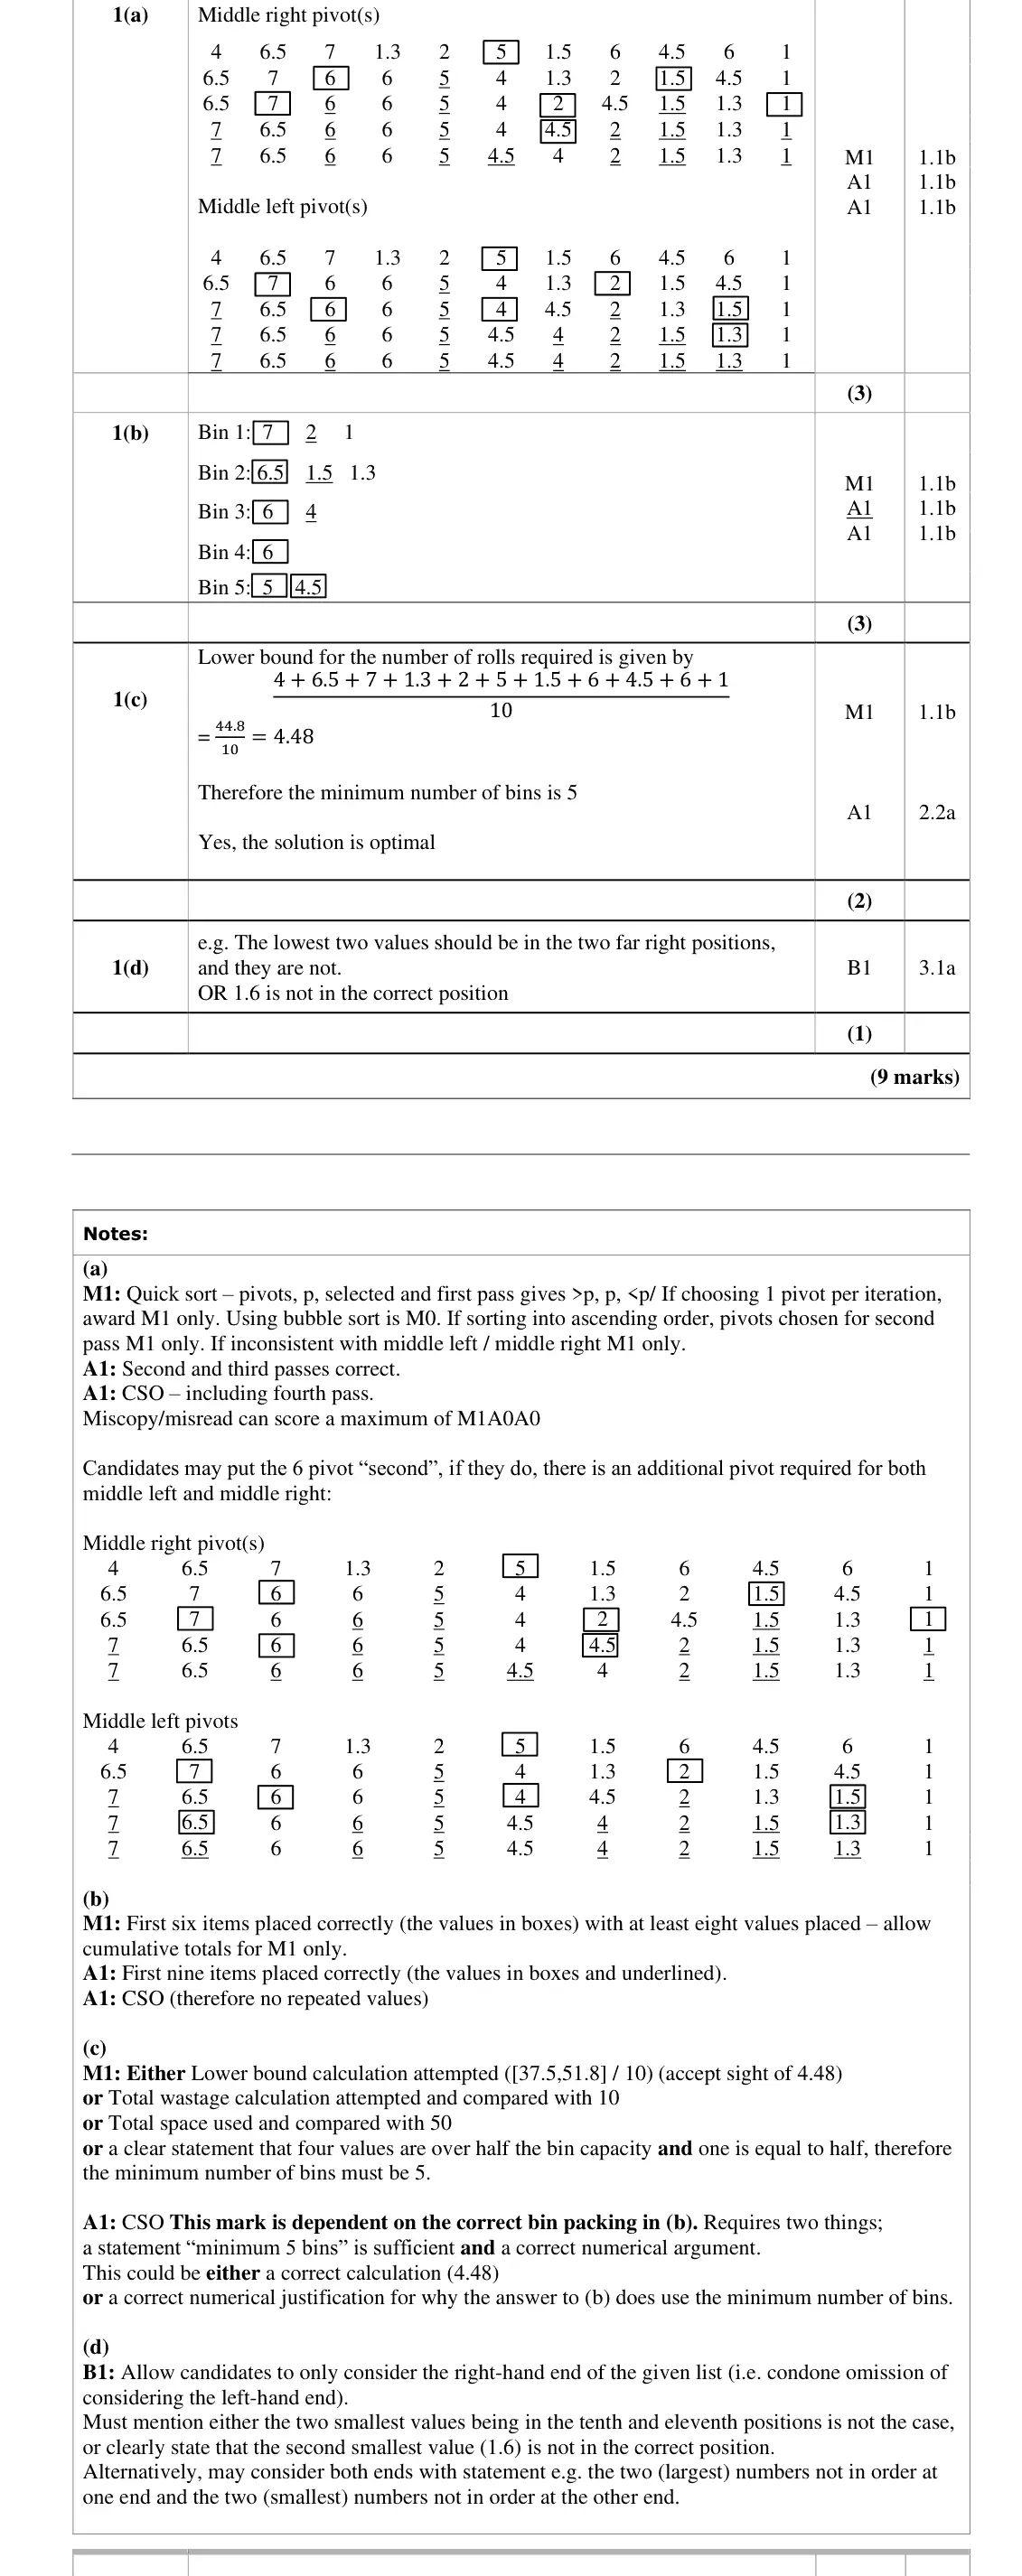 1(a) Middle right pivot(s)
4 6.5 7 1.3 2 5 1.5 6 4.5 6 1
6.5 7 6 6 5 4 1.3 2 1.5 4.5 1
6.5 7 6 6 5 4 2 4.5 1.5 1.3 1
7 6.5 6 6 5 4 4.5 2 1.5 1.3 1
7 6.5 6 6 5 4.5 4 2 1.5 1.3 1
M1 1.1b
A1 1.1b
A1 1.1b
Middle left pivot(s)
4 6.5 7 1.3 2 5 1.5 6 4.5 6 1
6.5 7 6 6 5 4 1.3 2 1.5 4.5 1
7 6.5 6 6 5 4 4.5 2 1.3 1.5 1
7 6.5 6 6 5 4.5 4 2 1.5 1.3 1
7 6.5 6 6 5 4.5 4 2 1.5 1.3 1
(3)
1(b) Bin 1: 7 2 1
Bin 2: 6.5 1.5 1.3
Bin 3: 6 4
Bin 4: 6
Bin 5: 5 4.5
M1 1.1b
A1 1.1b
A1 1.1b
(3)
1(c) Lower bound for the number of rolls required is given by
4 + 6.5 + 7 + 1.3 + 2 + 5 + 1.5 + 6 + 4.5 + 6 + 1
10
M1 1.1b
= 44.8/10 = 4.48
Therefore the minimum number of bins is 5
A1 2.2a
Yes, the solution is optimal
(2)
1(d) e.g. The lowest two values should be in the two far right positions,
and they are not.
OR 1.6 is not in the correct position
B1 3.1a
(1)
(9 marks)
Notes:
(a)
M1: Quick sort – pivots, p, selected and first pass gives >p, p, <p/ If choosing 1 pivot per iteration,
award M1 only. Using bubble sort is M0. If sorting into ascending order, pivots chosen for second
pass M1 only. If inconsistent with middle left / middle right M1 only.
A1: Second and third passes correct.
A1: CSO – including fourth pass.
Miscopy/misread can score a maximum of M1A0A0
Candidates may put the 6 pivot “second”, if they do, there is an additional pivot required for both
middle left and middle right:
Middle right pivot(s)
4 6.5 7 1.3 2 5 1.5 6 4.5 6 1
6.5 7 6 6 5 4 1.3 2 1.5 4.5 1
6.5 7 6 6 5 4 2 4.5 1.5 1.3 1
7 6.5 6 6 5 4 4.5 2 1.5 1.3 1
7 6.5 6 6 5 4.5 4 2 1.5 1.3 1
Middle left pivots
4 6.5 7 1.3 2 5 1.5 6 4.5 6 1
6.5 7 6 6 5 4 1.3 2 1.5 4.5 1
7 6.5 6 6 5 4 4.5 2 1.3 1.5 1
7 6.5 6 6 5 4.5 4 2 1.5 1.3 1
7 6.5 6 6 5 4.5 4 2 1.5 1.3 1
(b)
M1: First six items placed correctly (the values in boxes) with at least eight values placed – allow
cumulative totals for M1 only.
A1: First nine items placed correctly (the values in boxes and underlined).
A1: CSO (therefore no repeated values)
(c)
M1: Either Lower bound calculation attempted ([37.5,51.8] / 10) (accept sight of 4.48)
or Total wastage calculation attempted and compared with 10
or Total space used and compared with 50
or a clear statement that four values are over half the bin capacity and one is equal to half, therefore
the minimum number of bins must be 5.
A1: CSO This mark is dependent on the correct bin packing in (b). Requires two things;
a statement “minimum 5 bins” is sufficient and a correct numerical argument.
This could be either a correct calculation (4.48)
or a correct numerical justification for why the answer to (b) does use the minimum number of bins.
(d)
B1: Allow candidates to only consider the right-hand end of the given list (i.e. condone omission of
considering the left-hand end).
Must mention either the two smallest values being in the tenth and eleventh positions is not the case,
or clearly state that the second smallest value (1.6) is not in the correct position.
Alternatively, may consider both ends with statement e.g. the two (largest) numbers not in order at
one end and the two (smallest) numbers not in order at the other end.